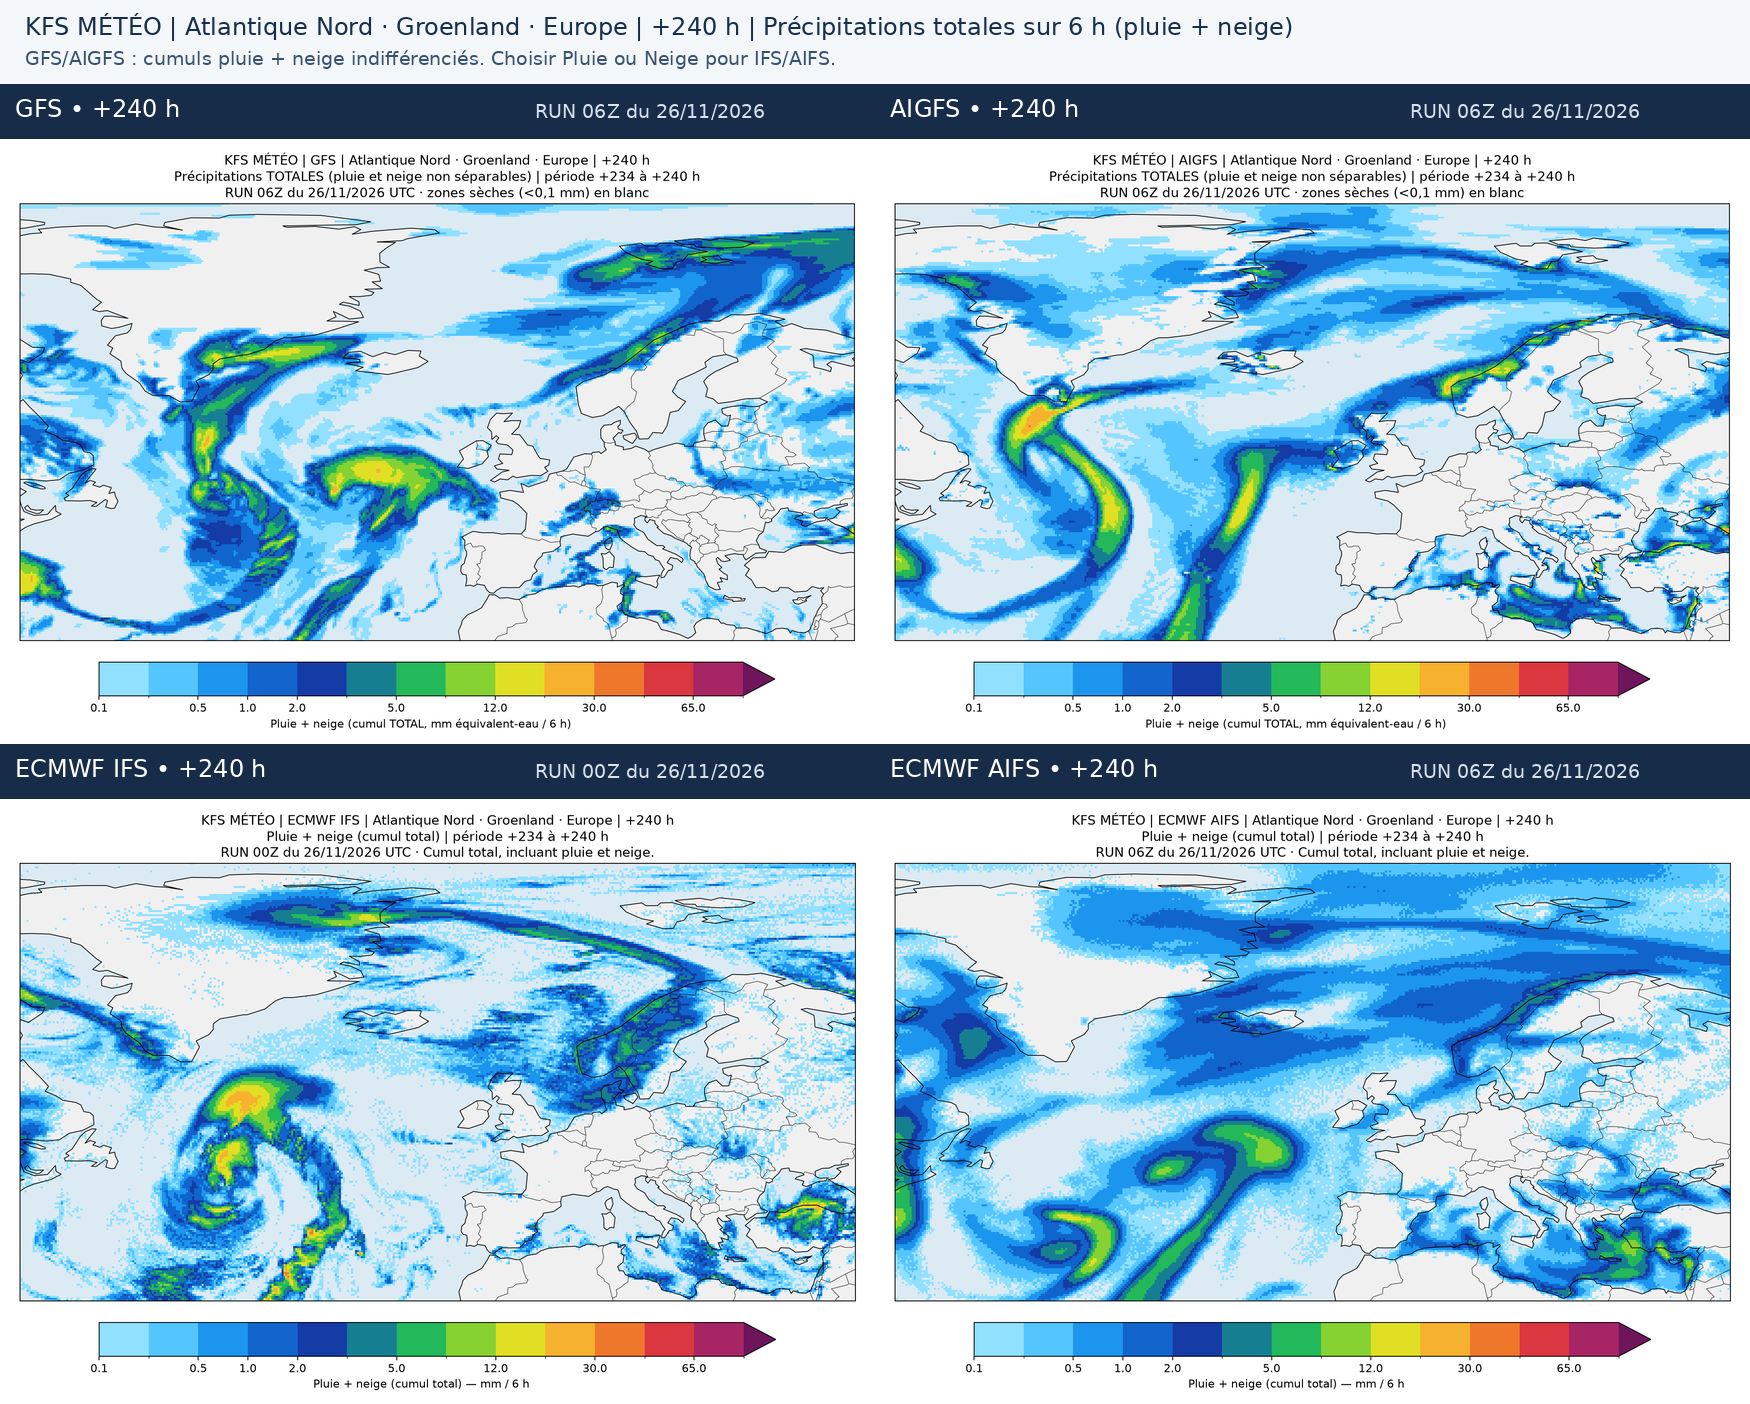 KFS MÉTÉO | Atlantique Nord · Groenland · Europe | +240 h | Précipitations totales sur 6 h (pluie + neige)
GFS/AIGFS : cumuls pluie + neige indifférenciés. Choisir Pluie ou Neige pour IFS/AIFS.
GFS • +240 h
RUN 06Z du 26/11/2026
AIGFS • +240 h
RUN 06Z du 26/11/2026
KFS MÉTÉO | GFS | Atlantique Nord · Groenland · Europe | +240 h
Précipitations TOTALES (pluie et neige non séparables) | période +234 à +240 h
RUN 06Z du 26/11/2026 UTC · zones sèches (<0,1 mm) en blanc
KFS MÉTÉO | AIGFS | Atlantique Nord · Groenland · Europe | +240 h
Précipitations TOTALES (pluie et neige non séparables) | période +234 à +240 h
RUN 06Z du 26/11/2026 UTC · zones sèches (<0,1 mm) en blanc
0.1 0.5 1.0 2.0 5.0 12.0 30.0 65.0
Pluie + neige (cumul TOTAL, mm équivalent-eau / 6 h)
0.1 0.5 1.0 2.0 5.0 12.0 30.0 65.0
Pluie + neige (cumul TOTAL, mm équivalent-eau / 6 h)
ECMWF IFS • +240 h
RUN 00Z du 26/11/2026
ECMWF AIFS • +240 h
RUN 06Z du 26/11/2026
KFS MÉTÉO | ECMWF IFS | Atlantique Nord · Groenland · Europe | +240 h
Pluie + neige (cumul total) | période +234 à +240 h
RUN 00Z du 26/11/2026 UTC · Cumul total, incluant pluie et neige.
KFS MÉTÉO | ECMWF AIFS | Atlantique Nord · Groenland · Europe | +240 h
Pluie + neige (cumul total) | période +234 à +240 h
RUN 06Z du 26/11/2026 UTC · Cumul total, incluant pluie et neige.
0.1 0.5 1.0 2.0 5.0 12.0 30.0 65.0
Pluie + neige (cumul total) — mm / 6 h
0.1 0.5 1.0 2.0 5.0 12.0 30.0 65.0
Pluie + neige (cumul total) — mm / 6 h